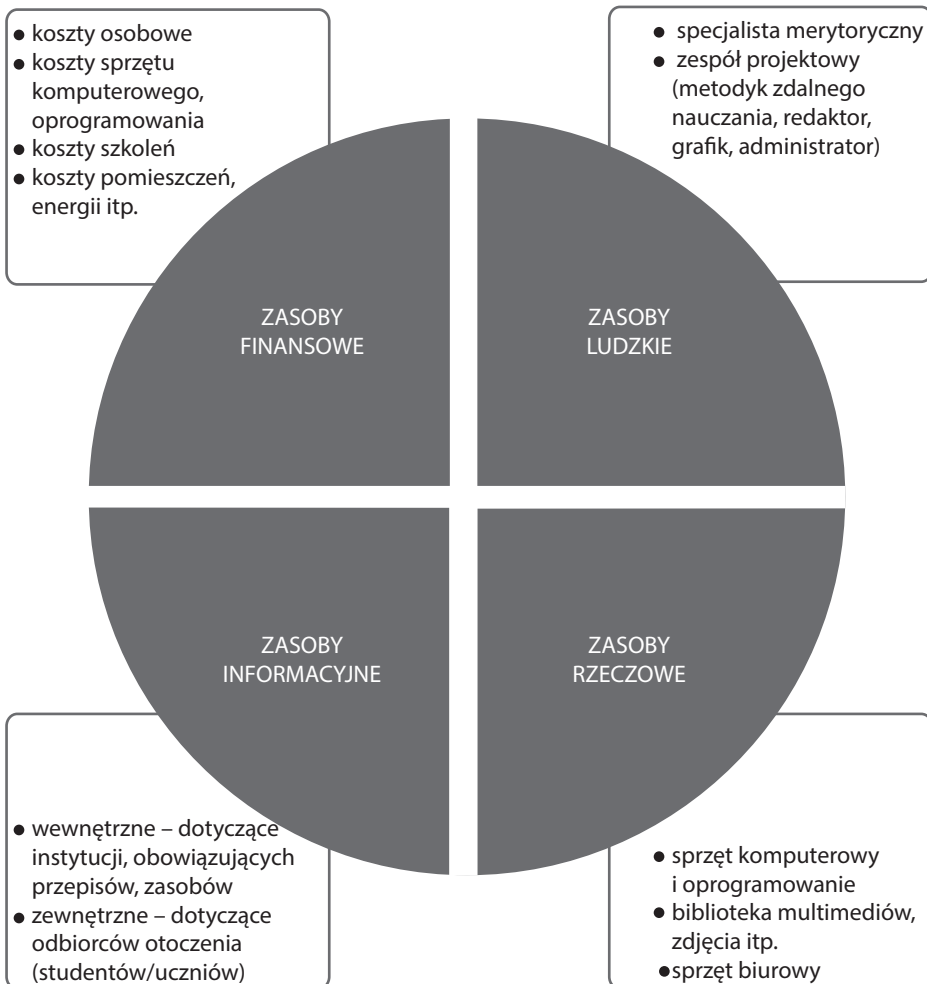 ● koszty osobowe
● koszty sprzętu
komputerowego,
oprogramowania
● koszty szkoleń
● koszty pomieszczeń,
energii itp.
● specjalista merytoryczny
● zespół projektowy
(metodyk zdalnego
nauczania, redaktor,
grafik, administrator)
ZASOBY
FINANSOWE
ZASOBY
LUDZKIE
ZASOBY
INFORMACYJNE
ZASOBY
RZECZOWE
● wewnętrzne – dotyczące
instytucji, obowiązujących
przepisów, zasobów
● zewnętrzne – dotyczące
odbiorców otoczenia
(studentów/uczniów)
● sprzęt komputerowy
i oprogramowanie
● biblioteka multimediów,
zdjęcia itp.
● sprzęt biurowy